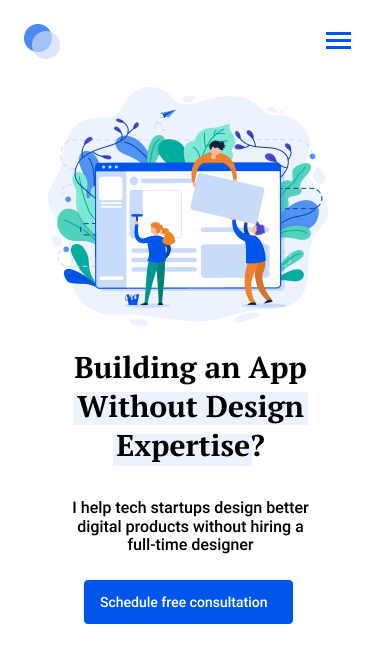 Building an App
Without Design
Expertise?
I help tech startups design better
digital products without hiring a
full-time designer
Schedule free consultation